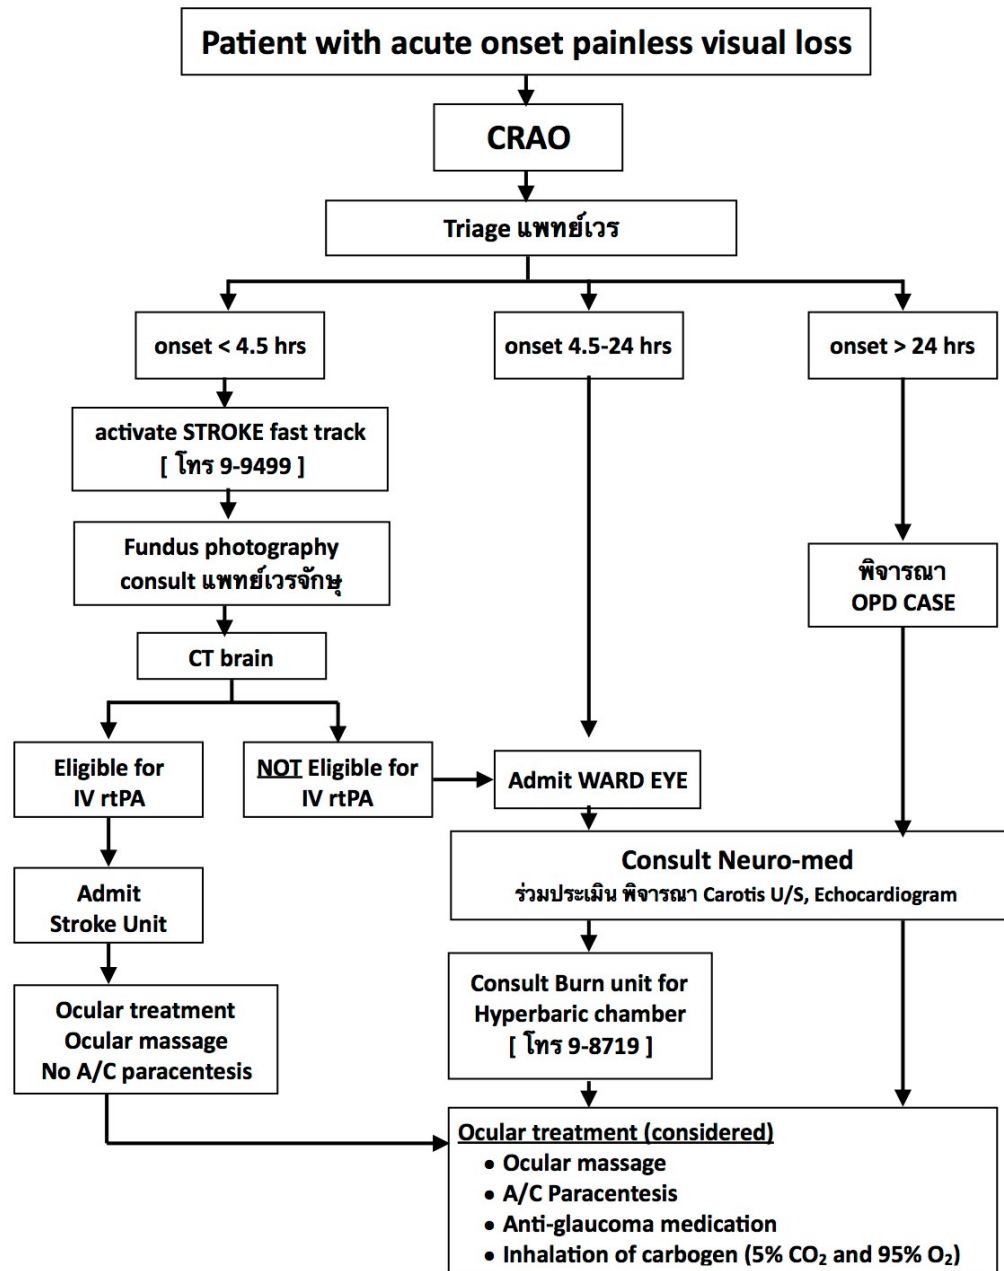 Patient with acute onset painless visual loss
CRAO
Triage แพทย์เวร
onset < 4.5 hrs
onset 4.5-24 hrs
onset > 24 hrs
activate STROKE fast track
[ โทร 9-9499 ]
Fundus photography
consult แพทย์เวรจักษุ
พิจารณา
OPD CASE
CT brain
Eligible for
IV rtPA
NOT Eligible for
IV rtPA
Admit WARD EYE
Consult Neuro-med
ร่วมประเมิน พิจารณา Carotis U/S, Echocardiogram
Admit
Stroke Unit
Consult Burn unit for
Hyperbaric chamber
[ โทร 9-8719 ]
Ocular treatment
Ocular massage
No A/C paracentesis
Ocular treatment (considered)
• Ocular massage
• A/C Paracentesis
• Anti-glaucoma medication
• Inhalation of carbogen (5% CO₂ and 95% O₂)